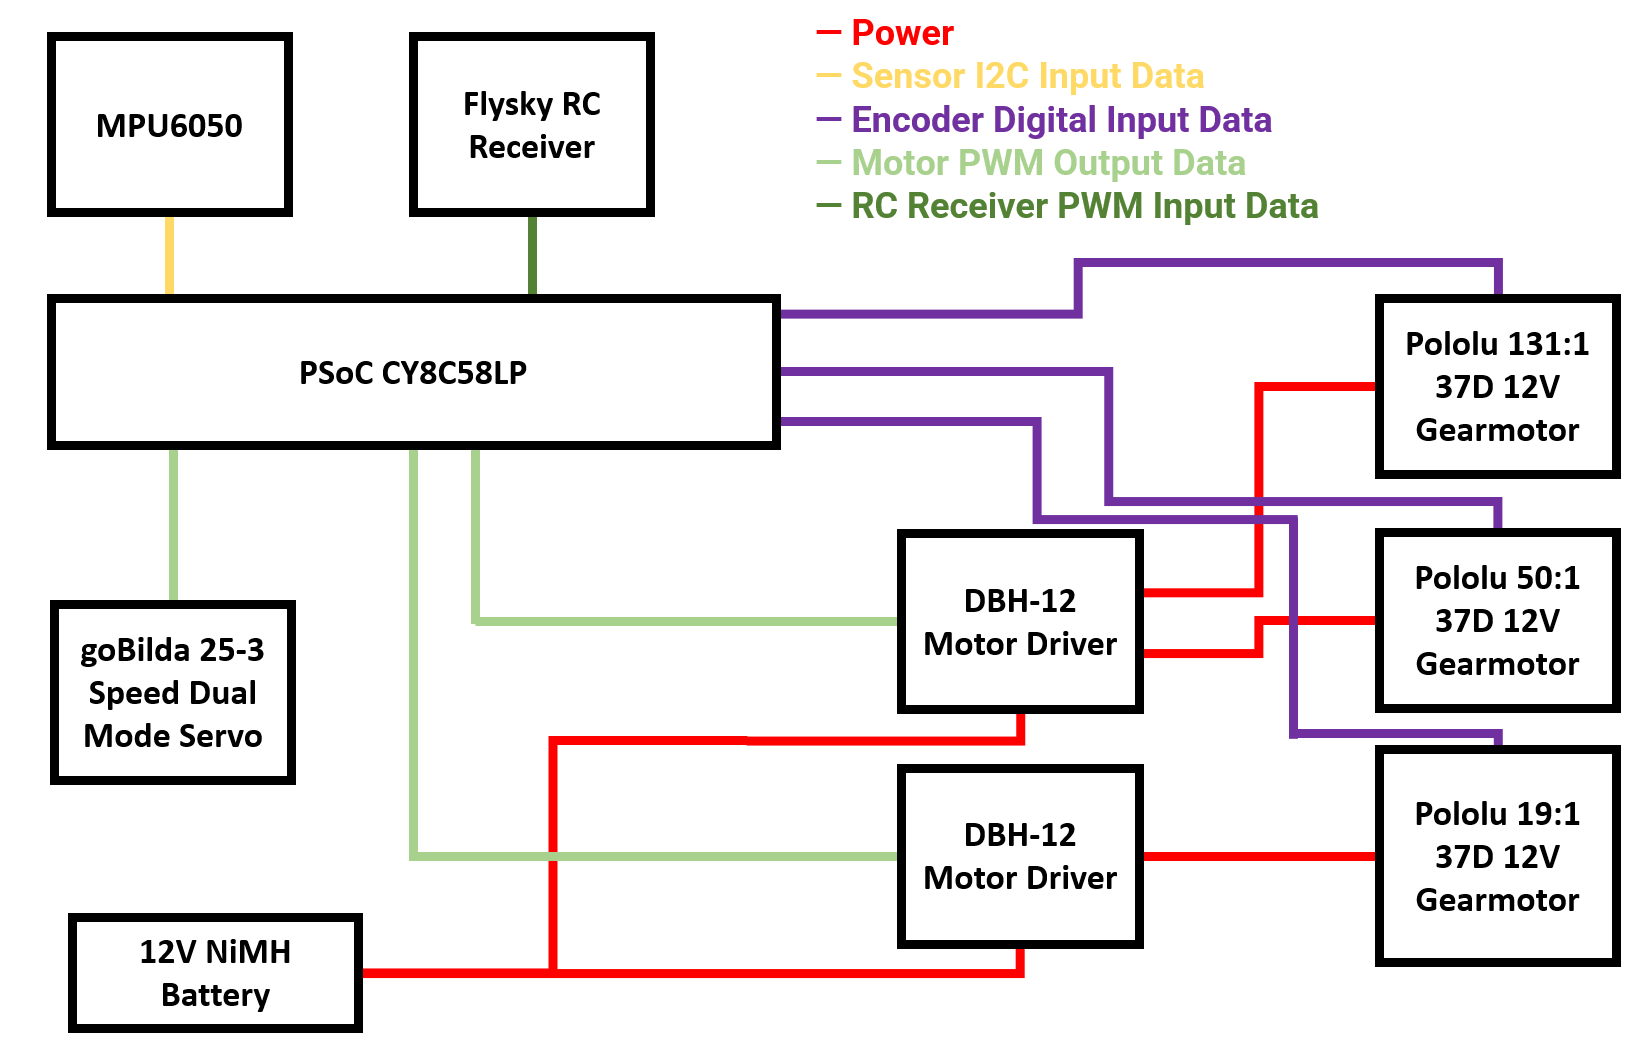 MPU6050
Flysky RC
Receiver
— Power
— Sensor I2C Input Data
— Encoder Digital Input Data
— Motor PWM Output Data
— RC Receiver PWM Input Data
PSoC CY8C58LP
Pololu 131:1
37D 12V
Gearmotor
goBilda 25-3
Speed Dual
Mode Servo
DBH-12
Motor Driver
Pololu 50:1
37D 12V
Gearmotor
DBH-12
Motor Driver
Pololu 19:1
37D 12V
Gearmotor
12V NiMH
Battery